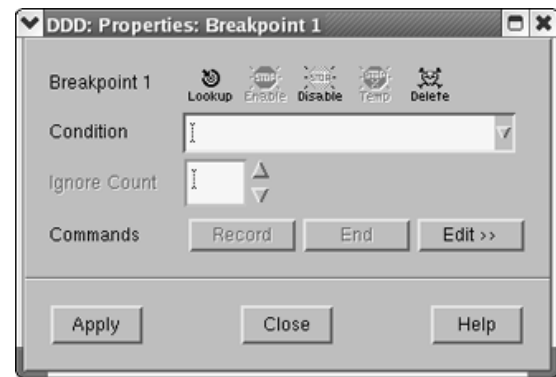 DDD: Properties: Breakpoint 1
Breakpoint 1
Lookup Enable Disable Temp Delete
Condition
Ignore Count
Commands Record End Edit >>
Apply Close Help